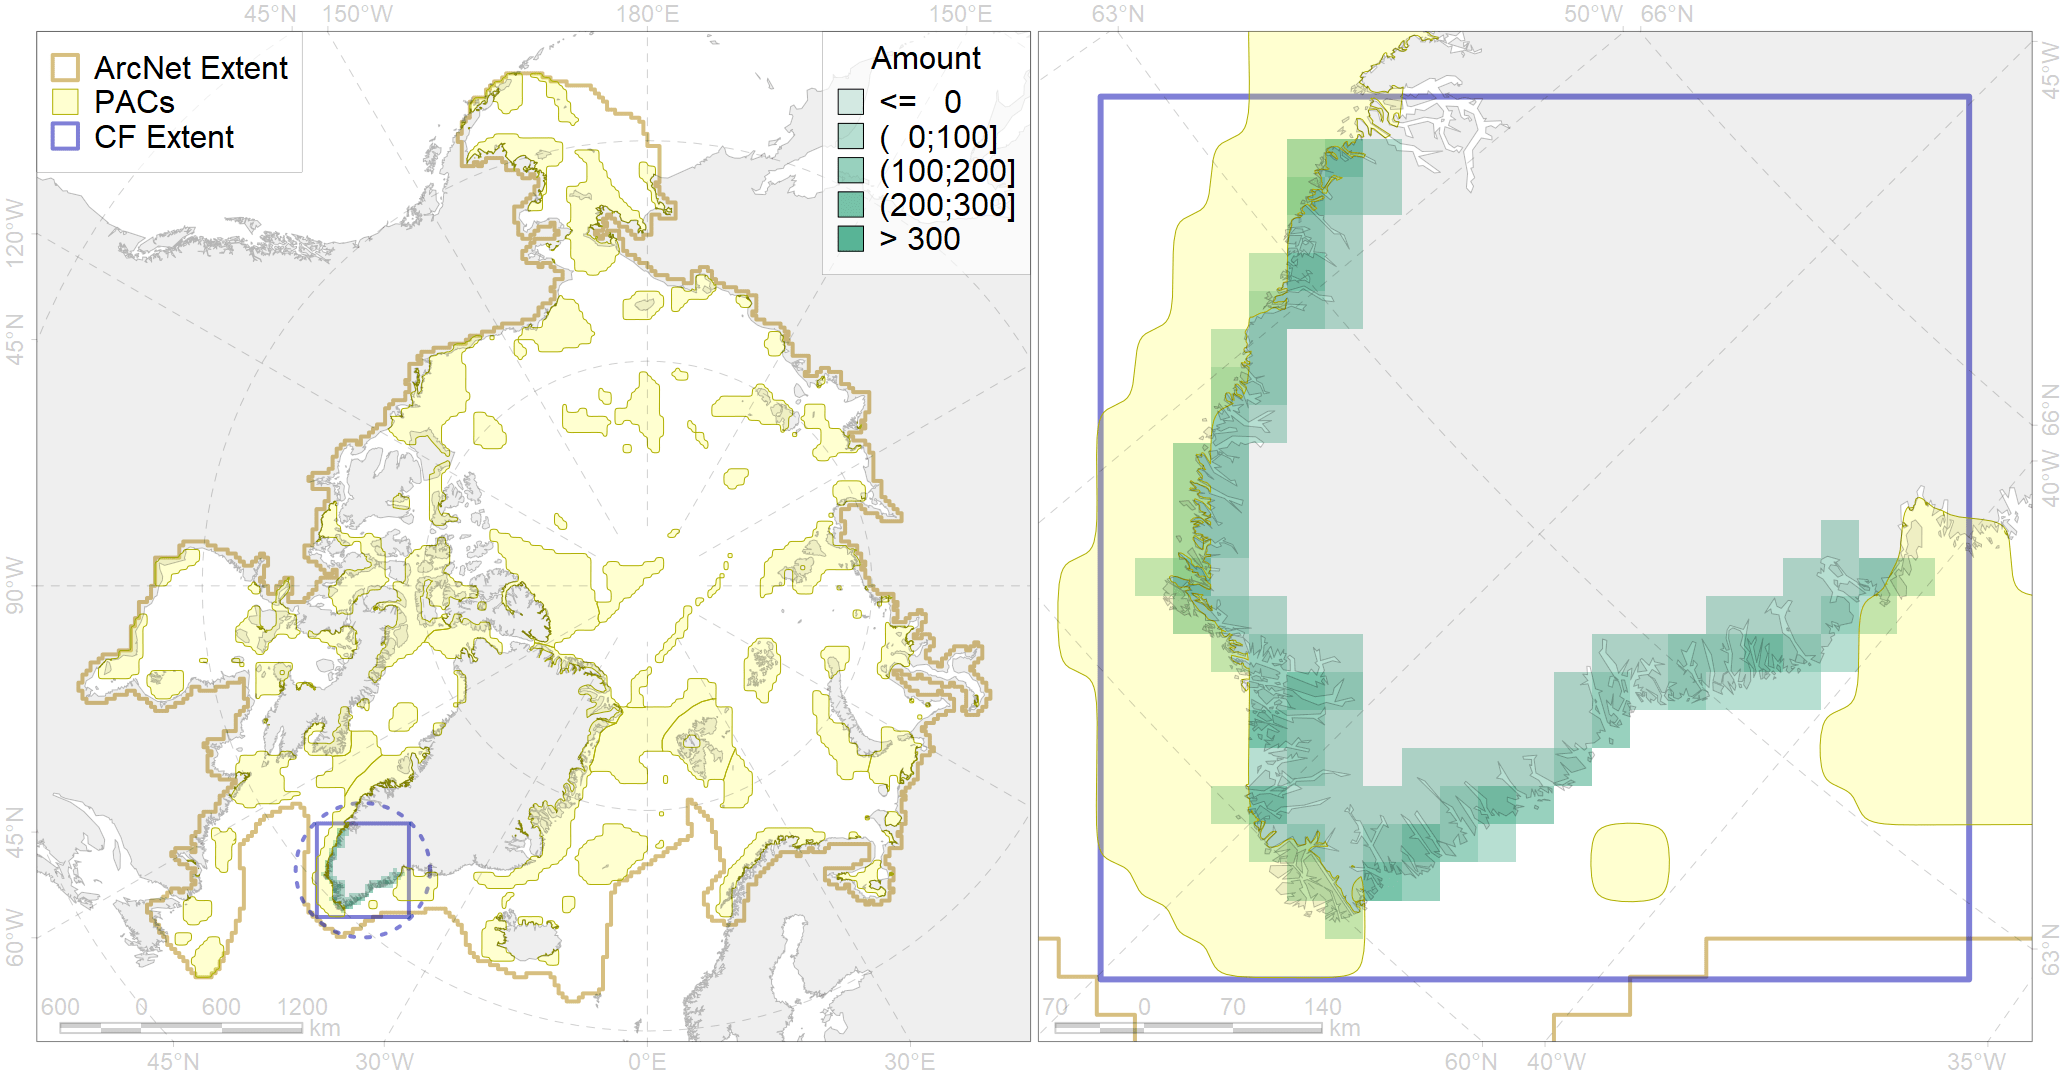 45°N 150°W 180°E 150°E 63°N 50°W 66°N
ArcNet Extent
PACs
CF Extent
Amount
<= 0
( 0;100]
(100;200]
(200;300]
> 300
120°W
45°N
90°W
45°N
60°W
45°W
66°N
40°W
63°N
600 0 600 1200
km
70 0 70 140
km
45°N 30°W 0°E 30°E 60°N 40°W 35°W